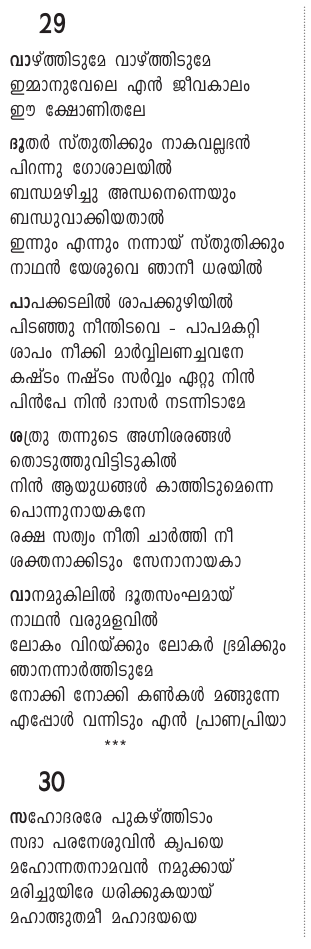 29
വാഴ്ത്തിടുമേ വാഴ്ത്തിടുമേ
ഇമ്മാനുവേലെ എൻ ജീവകാലം
ഈ ക്ഷോണിതലേ
ദൂതർ സ്തുതിക്കും നാകവല്ലഭൻ
പിറന്നു ഗോശാലയിൽ
ബന്ധമഴിച്ചു അന്ധനെന്നെയും
ബന്ധുവാക്കിയതാൽ
ഇന്നും എന്നും നന്നായ് സ്തുതിക്കും
നാഥൻ യേശുവെ ഞാനീ ധരയിൽ
പാപക്കടലിൽ ശാപക്കുഴിയിൽ
പിടഞ്ഞു നീന്തിടവെ - പാപമകറ്റി
ശാപം നീക്കി മാർവ്വിലണച്ചവനേ
കഷ്ടം നഷ്ടം സർവ്വം ഏറ്റു നിൻ
പിൻപേ നിൻ ദാസർ നടന്നിടാമേ
ശത്രു തന്നുടെ അഗ്നിശരങ്ങൾ
തൊടുത്തുവിട്ടിടുകിൽ
നിൻ ആയുധങ്ങൾ കാത്തിടുമെന്നെ
പൊന്നുനായകനേ
രക്ഷ സത്യം നീതി ചാർത്തി നീ
ശക്തനാക്കിടും സേനാനായകാ
വാനമുകിലിൽ ദൂതസംഘമായ്
നാഥൻ വരുമളവിൽ
ലോകം വിറയ്ക്കും ലോകർ ഭ്രമിക്കും
ഞാനന്നാർത്തിടുമേ
നോക്കി നോക്കി കൺകൾ മങ്ങുന്നേ
എപ്പോൾ വന്നിടും എൻ പ്രാണപ്രിയാ
***
30
സഹോദരരേ പുകഴ്ത്തിടാം
സദാ പരനേശുവിൻ കൃപയെ
മഹോന്നതനാമവൻ നമുക്കായ്
മരിച്ചുയിരേ ധരിക്കുകയായ്
മഹാത്ഭുതമീ മഹാദയയെ